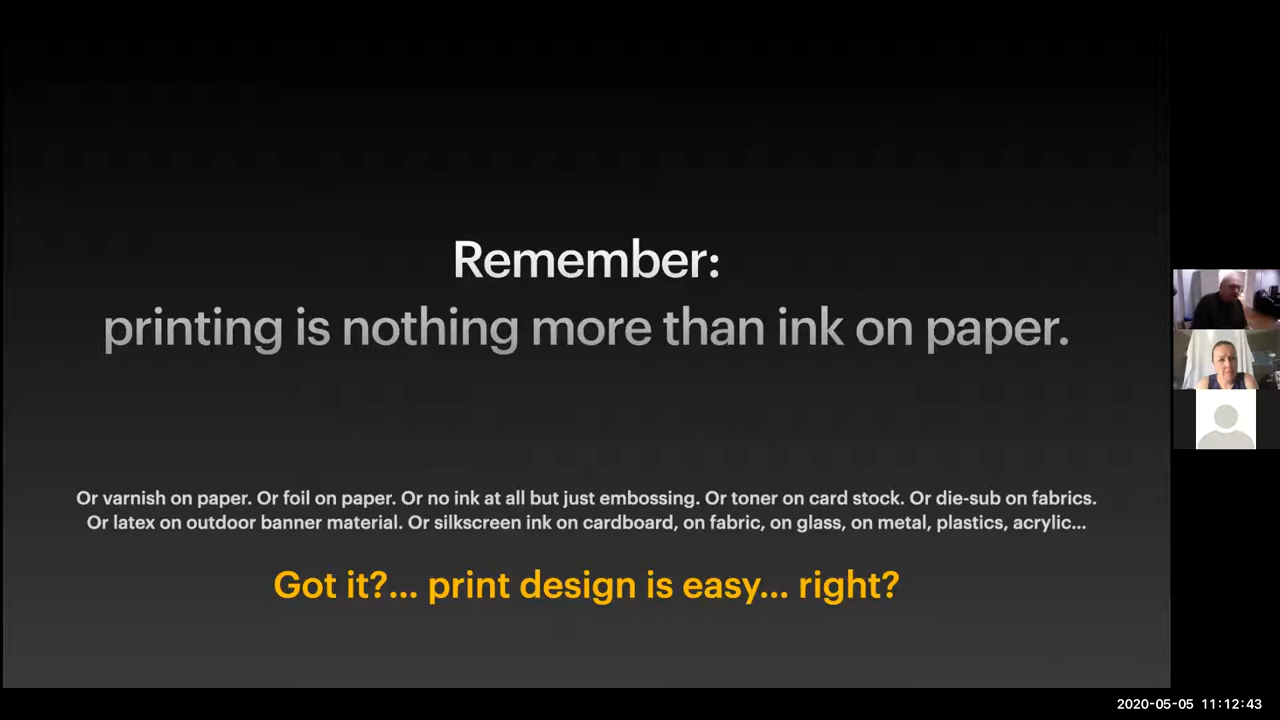 Remember:
printing is nothing more than ink on paper.
Or varnish on paper. Or foil on paper. Or no ink at all but just embossing. Or toner on card stock. Or die-sub on fabrics.
Or latex on outdoor banner material. Or silkscreen ink on cardboard, on fabric, on glass, on metal, plastics, acrylic...
Got it?... print design is easy... right?
2020-05-05 11:12:43